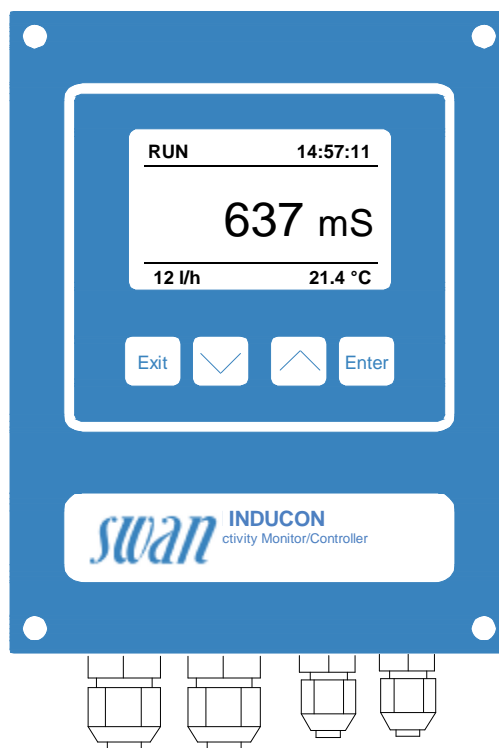 RUN 14:57:11
637 mS
12 l/h 21.4 °C
Exit Enter
swan INDUCON
ctivity Monitor/Controller